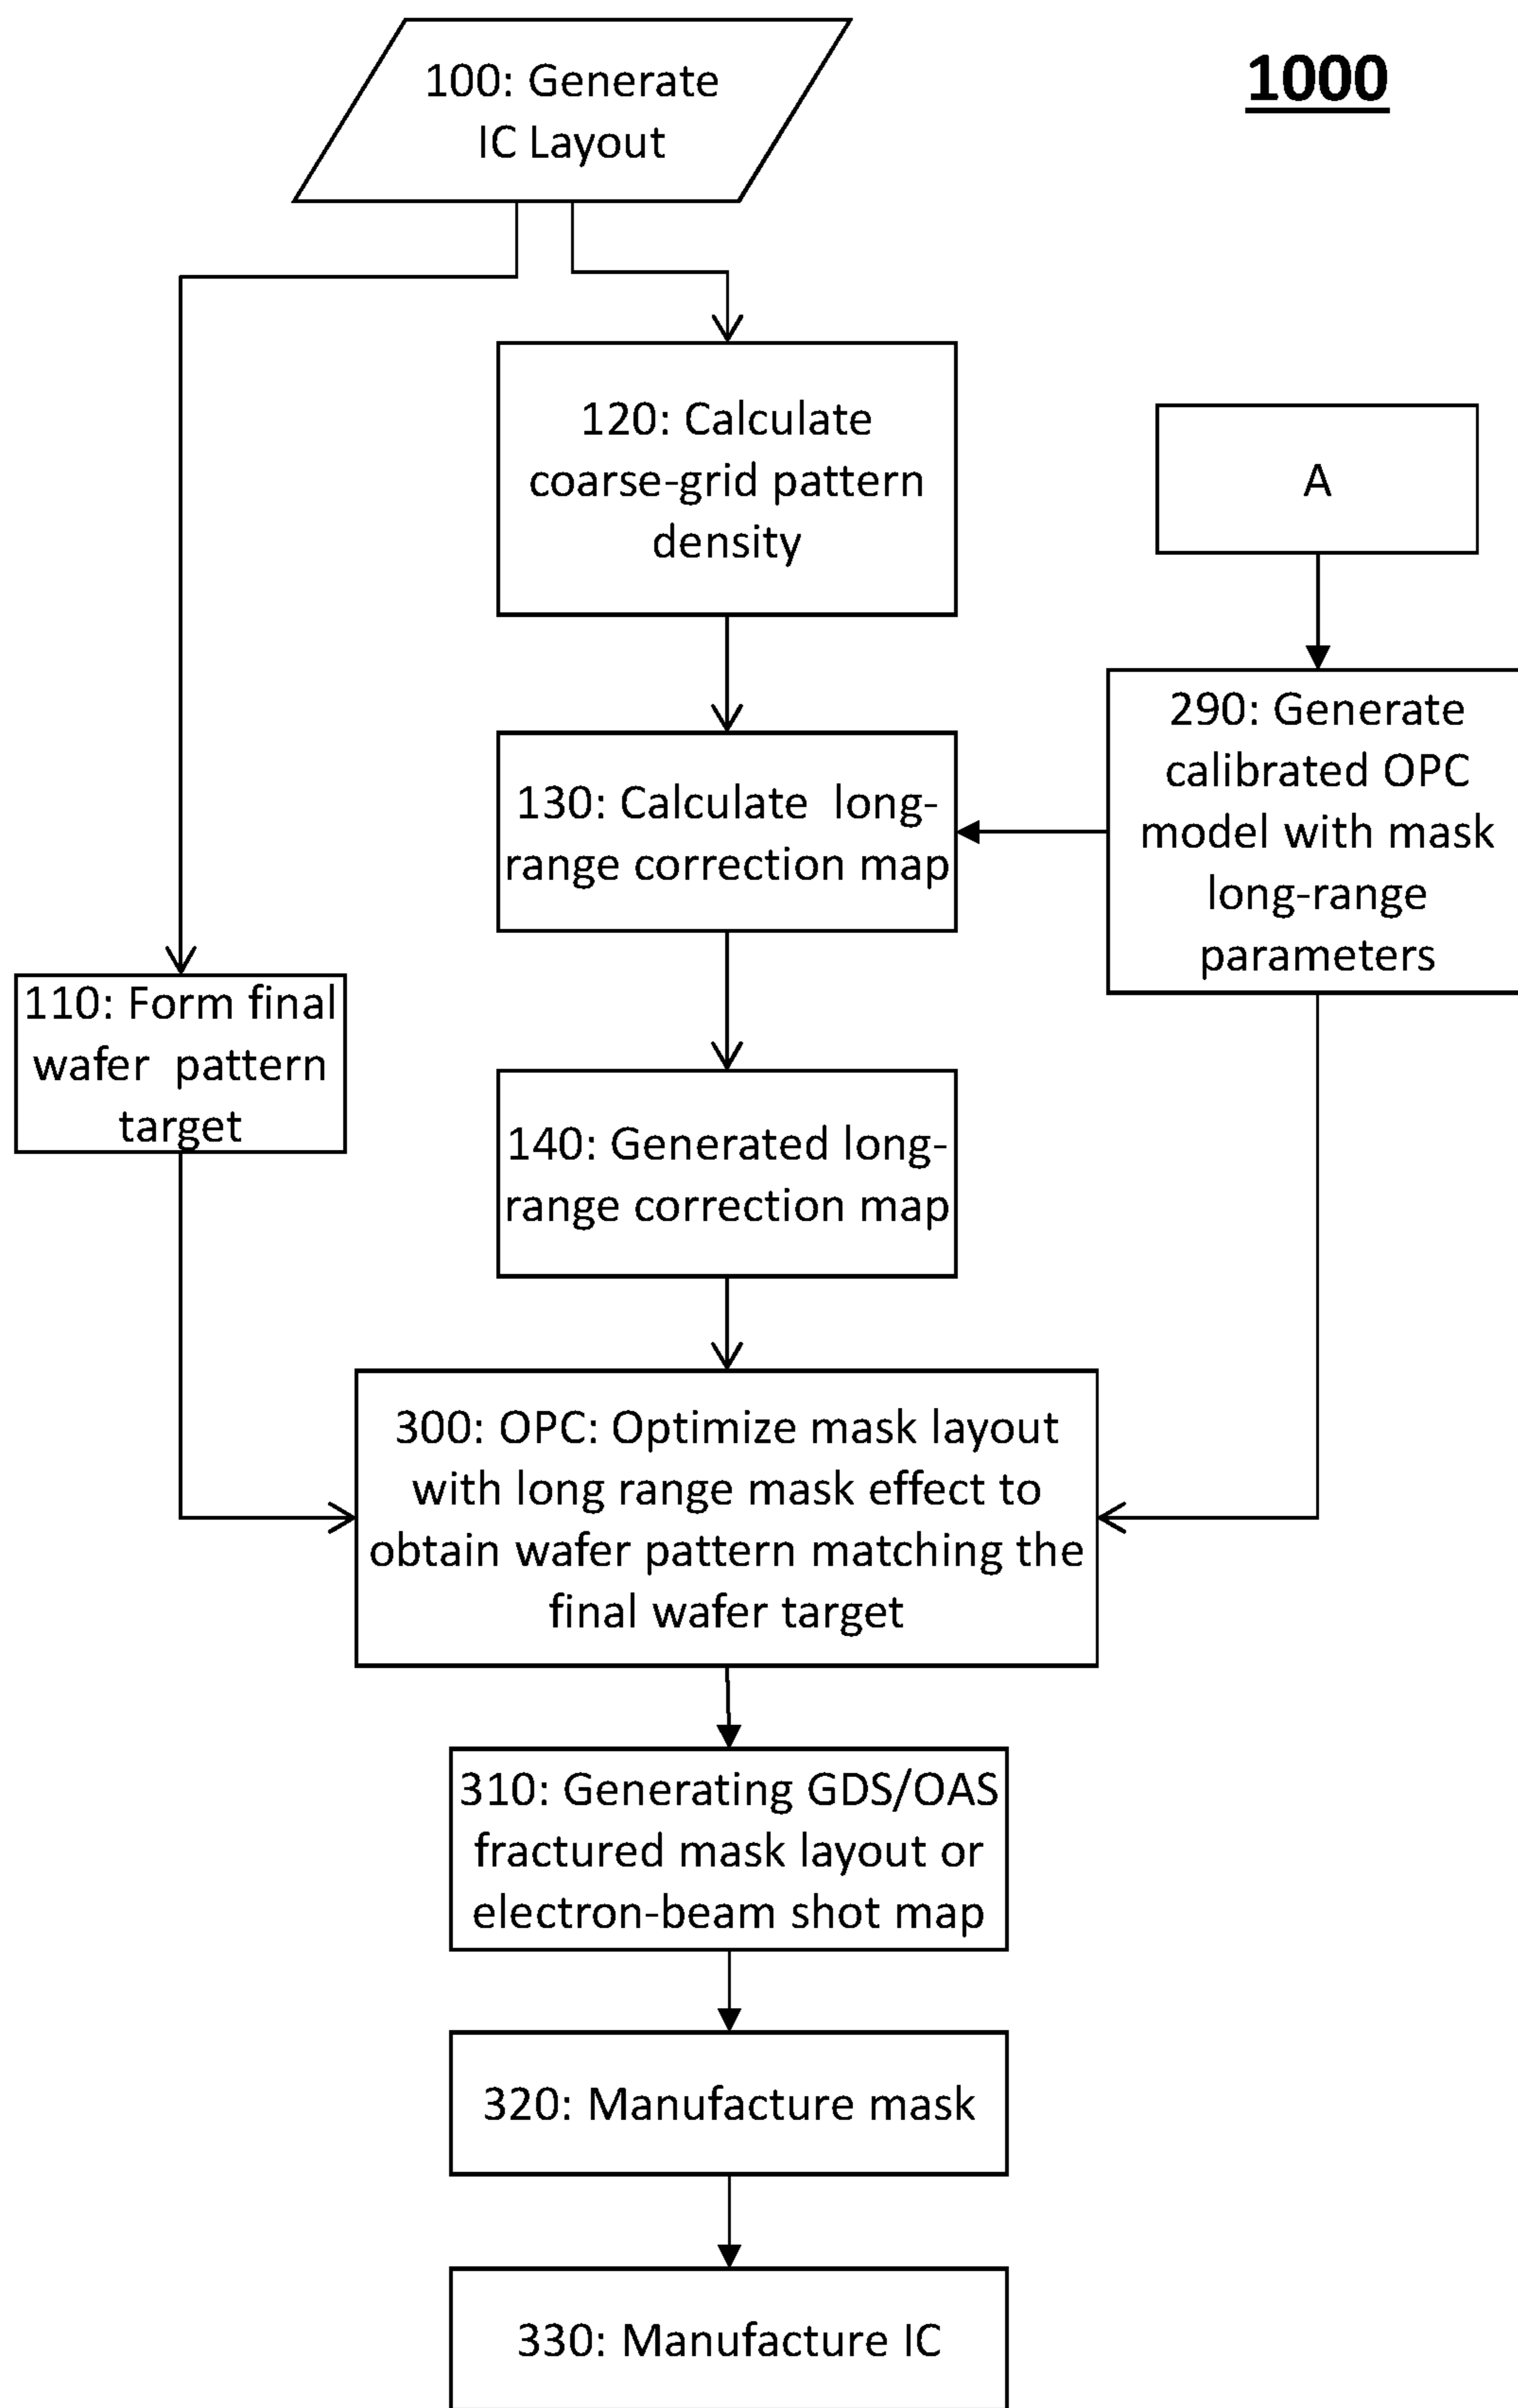 1000
100: Generate
IC Layout
120: Calculate
coarse-grid pattern
density
A
290: Generate
calibrated OPC
model with mask
long-range
parameters
130: Calculate long-
range correction map
110: Form final
wafer pattern
target
140: Generated long-
range correction map
300: OPC: Optimize mask layout
with long range mask effect to
obtain wafer pattern matching the
final wafer target
310: Generating GDS/OAS
fractured mask layout or
electron-beam shot map
320: Manufacture mask
330: Manufacture IC